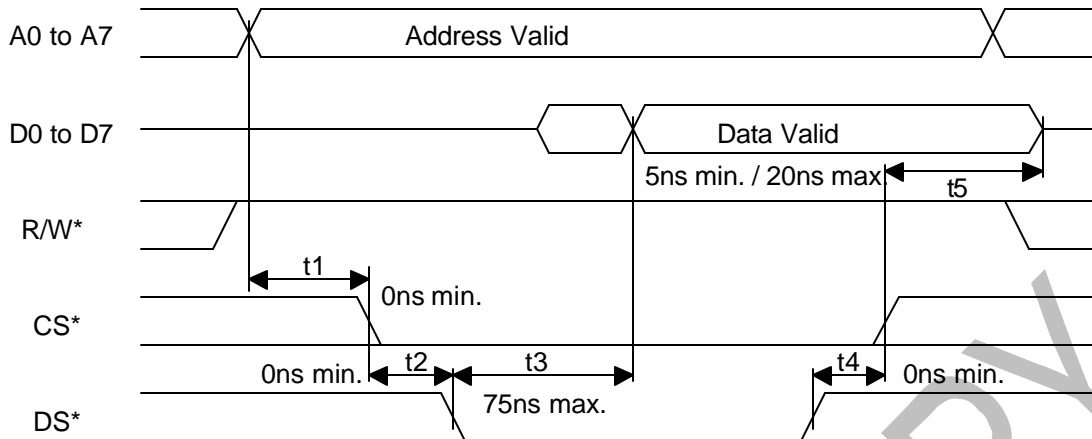 A0 to A7
Address Valid
D0 to D7
Data Valid
5ns min. / 20ns max.
t5
R/W*
t1
0ns min.
CS*
0ns min.
t2
t3
t4
0ns min.
75ns max.
DS*
PY